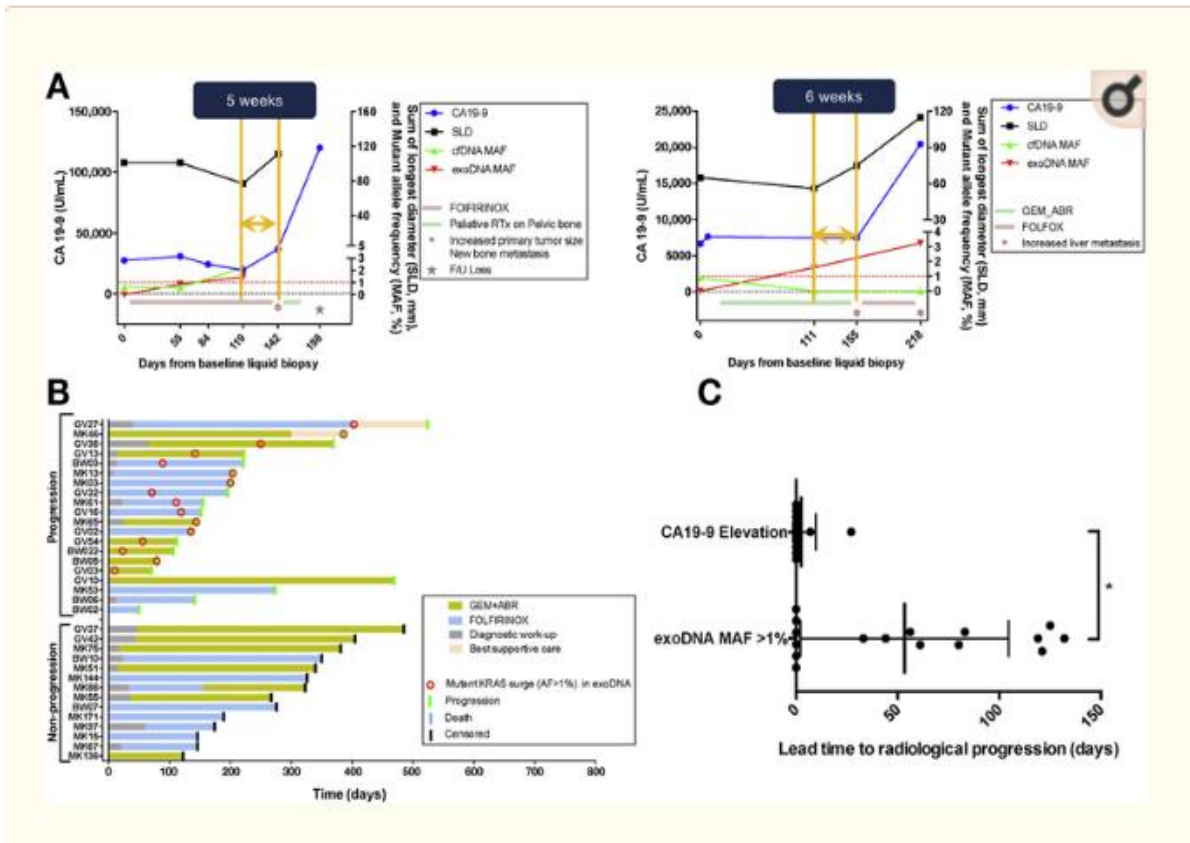 A
5 weeks
150,000
100,000
50,000
0
CA 19-9 (U/mL)
160
120
80
40
5
3
2
1
0
Sum of longest diameter (SLD, mm),
and Mutant allele frequency (MAF, %)
0
56
84
119
142
198
Days from baseline liquid biopsy
CA19-9
SLD
cfDNA MAF
exoDNA MAF
FOIFIRINOX
Paliative RTx on Pelvic bone
Increased primary tumor size
New bone metastasis
F/U Loss
6 weeks
25,000
20,000
15,000
10,000
5000
0
CA 19-9 (U/mL)
120
90
60
30
4
3
2
1
0
Sum of longest diameter (SLD, mm)
and Mutant allele frequency (MAF, %)
0
111
155
218
Days from baseline liquid biopsy
CA19-9
SLD
cfDNA MAF
exoDNA MAF
GEM_ABR
FOLFOX
Increased liver metastasis
B
Progression
GV27
MK46
GV38
GV13
BW03
MK13
MK03
GV32
MK61
GV16
MK65
GV02
GV54
BW022
BW05
GV03
GV10
MK53
BW06
BW02
Non-progression
GV37
GV42
MK75
BW10
MK51
MK144
MK86
MK55
BW07
MK171
MK97
MK15
MK67
MK136
0 100 200 300 400 500 600 700 800
Time (days)
GEM+ABR
FOLFIRINOX
Diagnostic work-up
Best supportive care
Mutant KRAS surge (AF>1%) in exoDNA
Progression
Death
Censored
C
CA19-9 Elevation
exoDNA MAF >1%
*
0 50 100 150
Lead time to radiological progression (days)